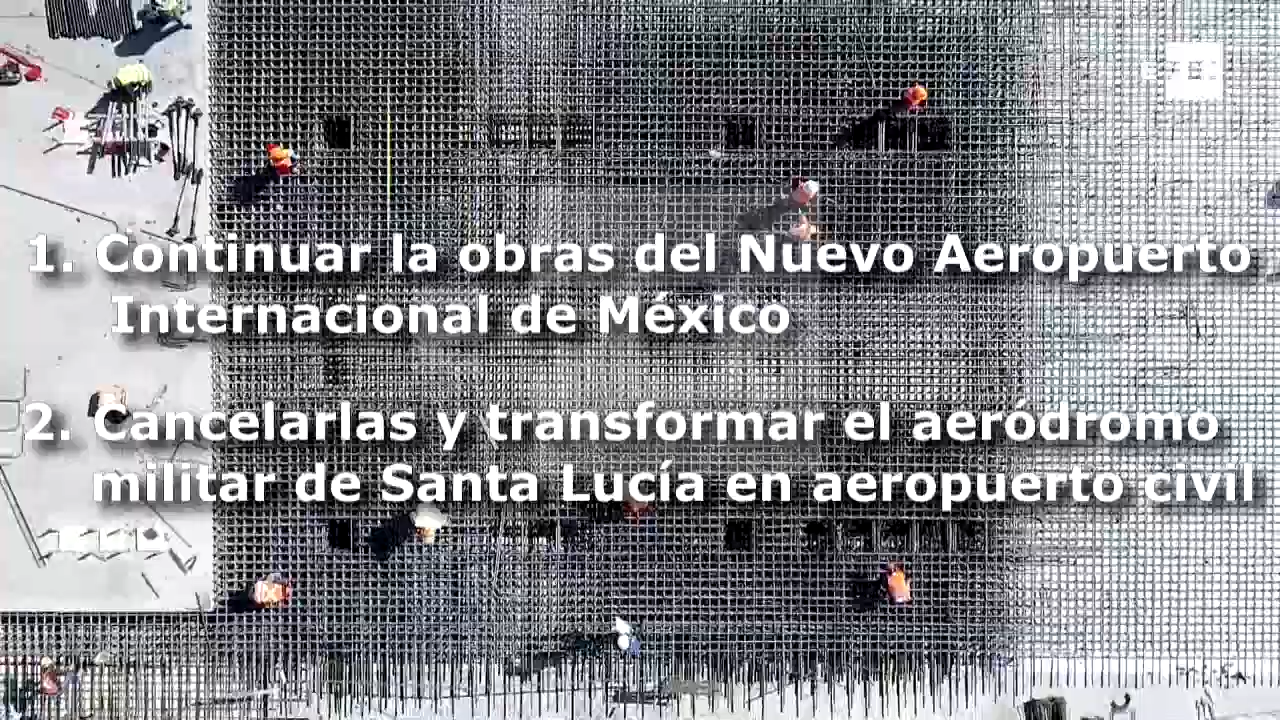 1. Continuar la obras del Nuevo Aeropuerto
Internacional de México
2. Cancelarlas y transformar el aeródromo
militar de Santa Lucía en aeropuerto civil